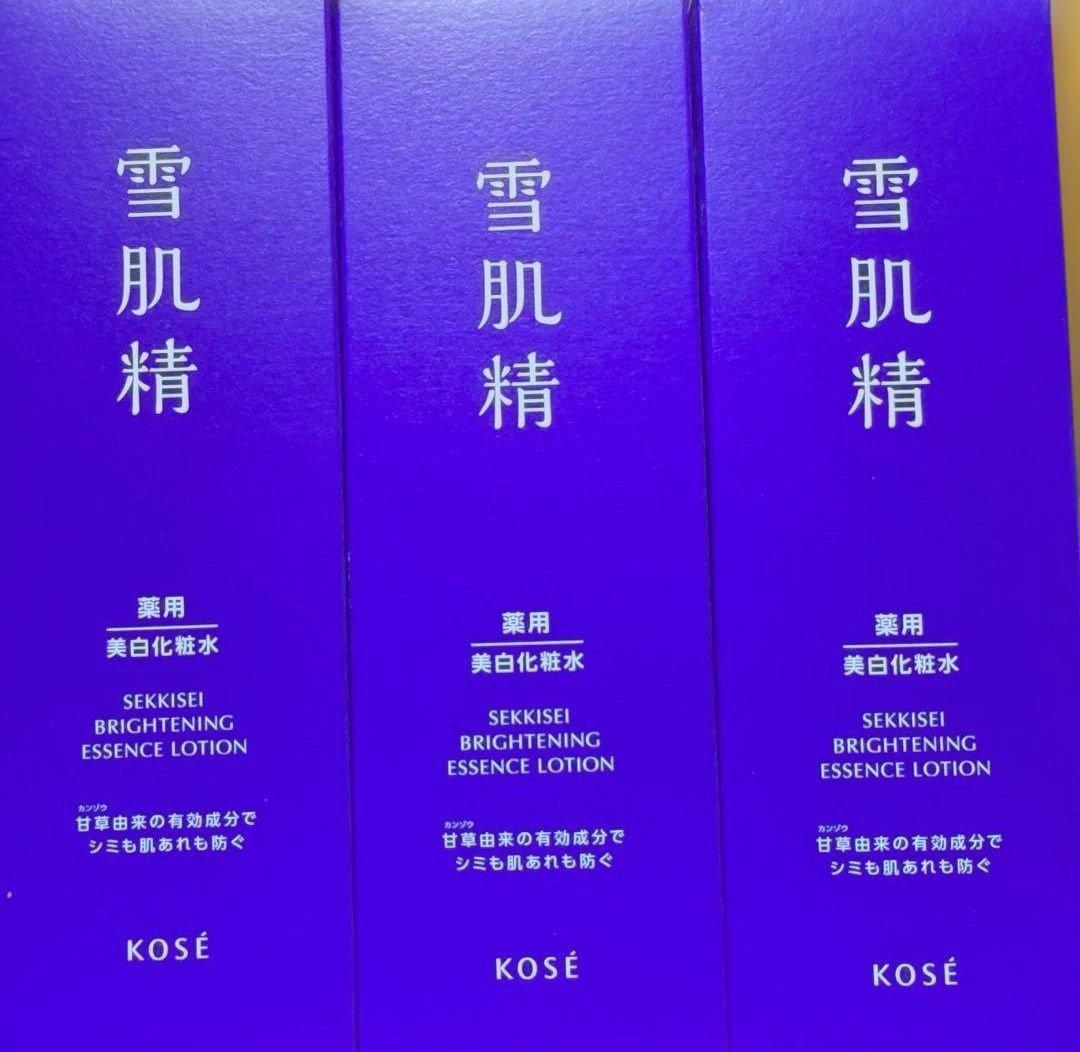 雪肌精
薬用
美白化粧水
SEKKISEI
BRIGHTENING
ESSENCE LOTION
カンゾウ
甘草由来の有効成分で
シミも肌あれも防ぐ
KOSÉ
雪肌精
薬用
美白化粧水
SEKKISEI
BRIGHTENING
ESSENCE LOTION
カンゾウ
甘草由来の有効成分で
シミも肌あれも防ぐ
KOSÉ
雪肌精
薬用
美白化粧水
SEKKISEI
BRIGHTENING
ESSENCE LOTION
カンゾウ
甘草由来の有効成分で
シミも肌あれも防ぐ
KOSÉ